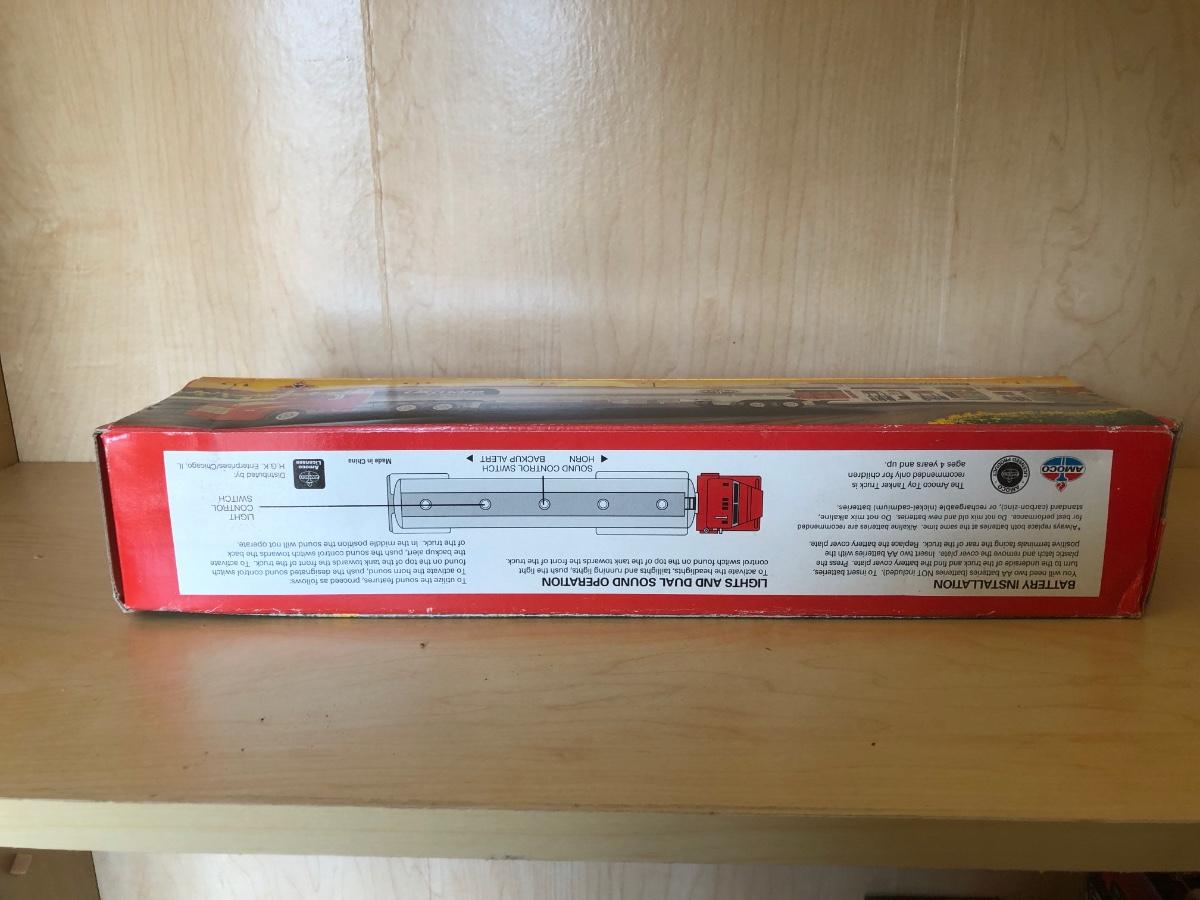 BATTERY INSTALLATION
You will need two AA batteries (batteries NOT included). To insert batteries,
turn to the underside of the truck and find the battery cover plate. Press the
plastic latch and remove the cover plate. Insert two AA batteries with the
positive terminals facing the rear of the truck. Replace the battery cover plate.
*Always replace both batteries at the same time. Alkaline batteries are recommended
for best performance. Do not mix old and new batteries. Do not mix alkaline,
standard (carbon-zinc), or rechargeable (nickel-cadmium) batteries.
AMOCO
The Amoco Toy Tanker Truck is
recommended only for children
ages 4 years and up.
LIGHTS AND DUAL SOUND OPERATION
To activate the headlights, taillights and running lights, push the light
control switch found on the top of the tank towards the front of the truck.
To utilize the sound features, proceed as follows:
To activate the horn sound, push the designated sound control switch
found on the top of the tank towards the front of the truck. To activate
the backup alert, push the sound control switch towards the back
of the truck. In the middle position the sound will not operate.
LIGHT
CONTROL
SWITCH
SOUND CONTROL SWITCH
HORN
BACKUP ALERT
Made in China
Amoco
Licensee
Distributed by:
H.G.K. Enterprises/Chicago, IL